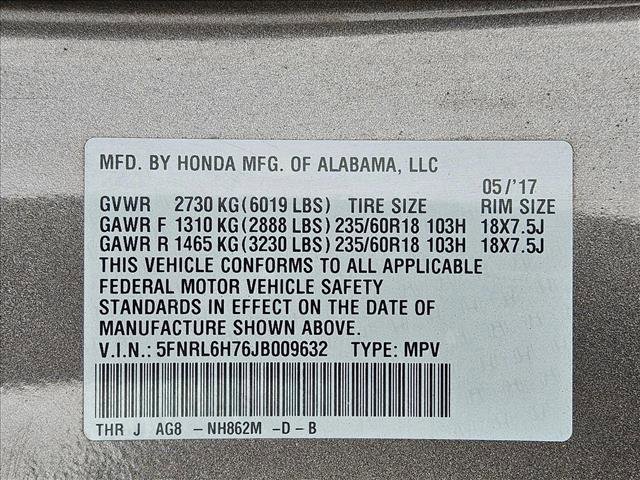 MFD. BY HONDA MFG. OF ALABAMA, LLC
05/'17
GVWR 2730 KG(6019 LBS) TIRE SIZE RIM SIZE
GAWR F 1310 KG(2888 LBS) 235/60R18 103H 18X7.5J
GAWR R 1465 KG(3230 LBS) 235/60R18 103H 18X7.5J
THIS VEHICLE CONFORMS TO ALL APPLICABLE
FEDERAL MOTOR VEHICLE SAFETY
STANDARDS IN EFFECT ON THE DATE OF
MANUFACTURE SHOWN ABOVE.
V.I.N.: 5FNRL6H76JB009632 TYPE: MPV
THR J AG8 -NH862M -D-B